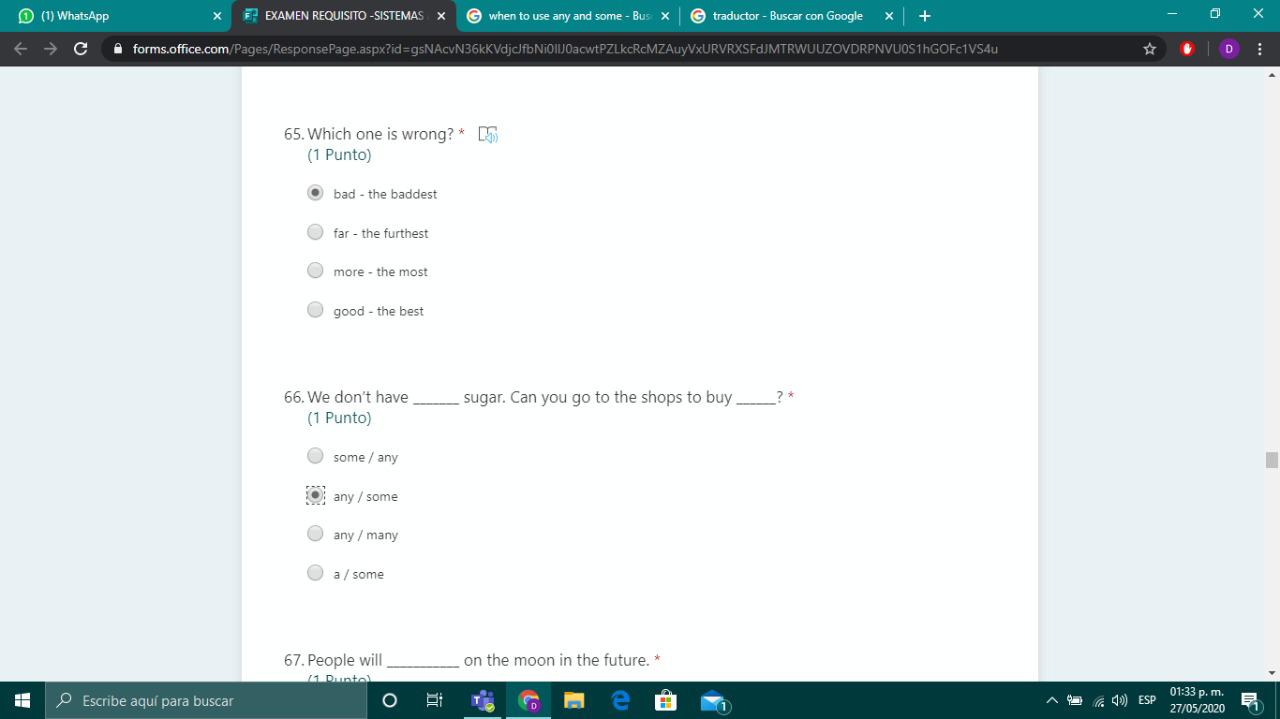 (1) WhatsApp
EXAMEN REQUISITO -SISTEMAS
when to use any and some - Bus
traductor - Buscar con Google
forms.office.com/Pages/ResponsePage.aspx?id=gsNAcvN36kKVdjcJfbNi0IIJ0acwtPZLkcRcMZAuyVxURVRXSFdJMTRWUUZOVDRPNVU0S1hGOFc1VS4u
D
65. Which one is wrong? *
(1 Punto)
bad - the baddest
far - the furthest
more - the most
good - the best
66. We don't have _______ sugar. Can you go to the shops to buy ______? *
(1 Punto)
some / any
any / some
any / many
a / some
67. People will ___________ on the moon in the future. *
(1 Punto)
Escribe aquí para buscar
ESP
01:33 p. m.
27/05/2020